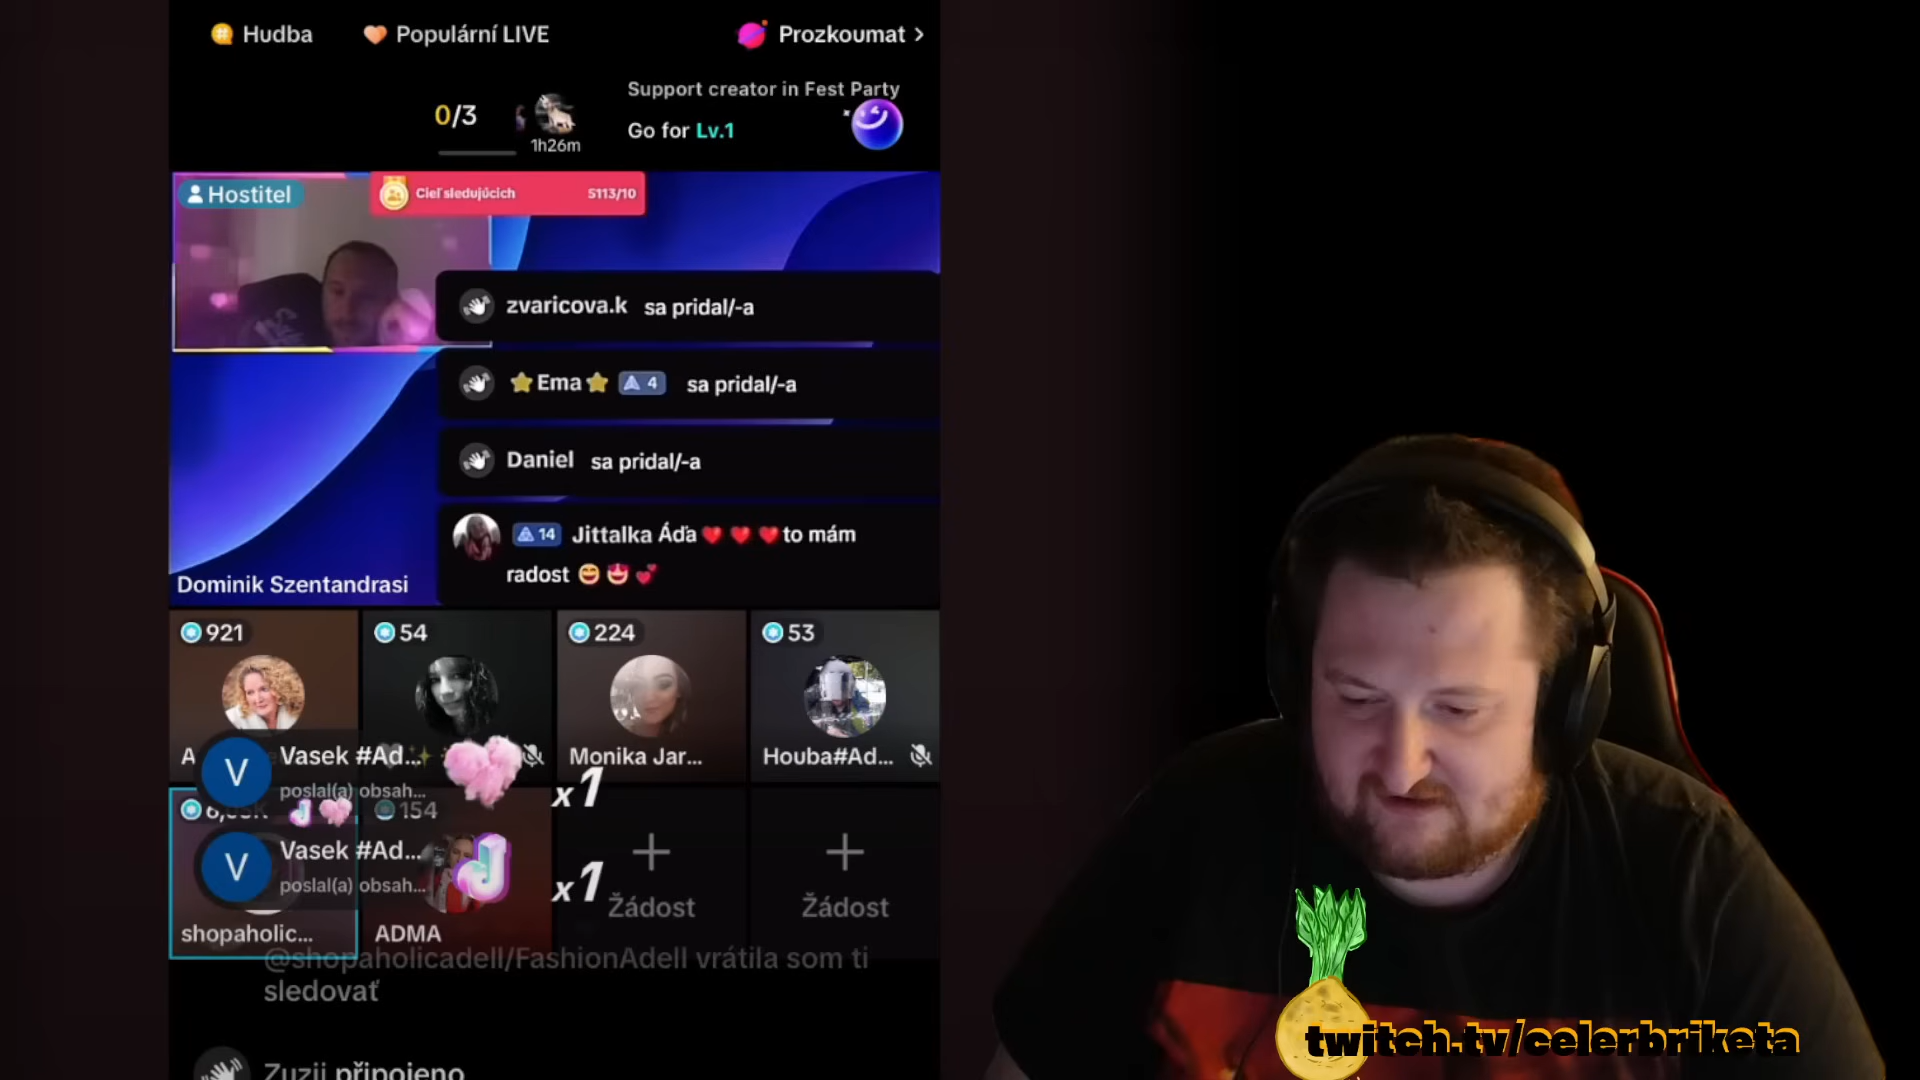 Hudba
Populární LIVE
Prozkoumat
0/3
1h26m
Support creator in Fest Party
Go for Lv.1
Hostitel
Cieľ sledujúcich
5113/10
zvaricova.k sa pridal/-a
Ema 4 sa pridal/-a
Daniel sa pridal/-a
14 Jittalka Áďa to mám
radost
Dominik Szentandrasi
921
54
224
53
Monika Jar...
Houba#Ad...
Vasek #Ad...
poslal(a) obsah...
x1
154
Vasek #Ad...
poslal(a) obsah...
x1
Žádost
Žádost
shopaholic...
ADMA
@shopaholicadell/FashionAdell vrátila som ti
sledovať
Zuzii připojeno
twitch.tv/celerbriketa